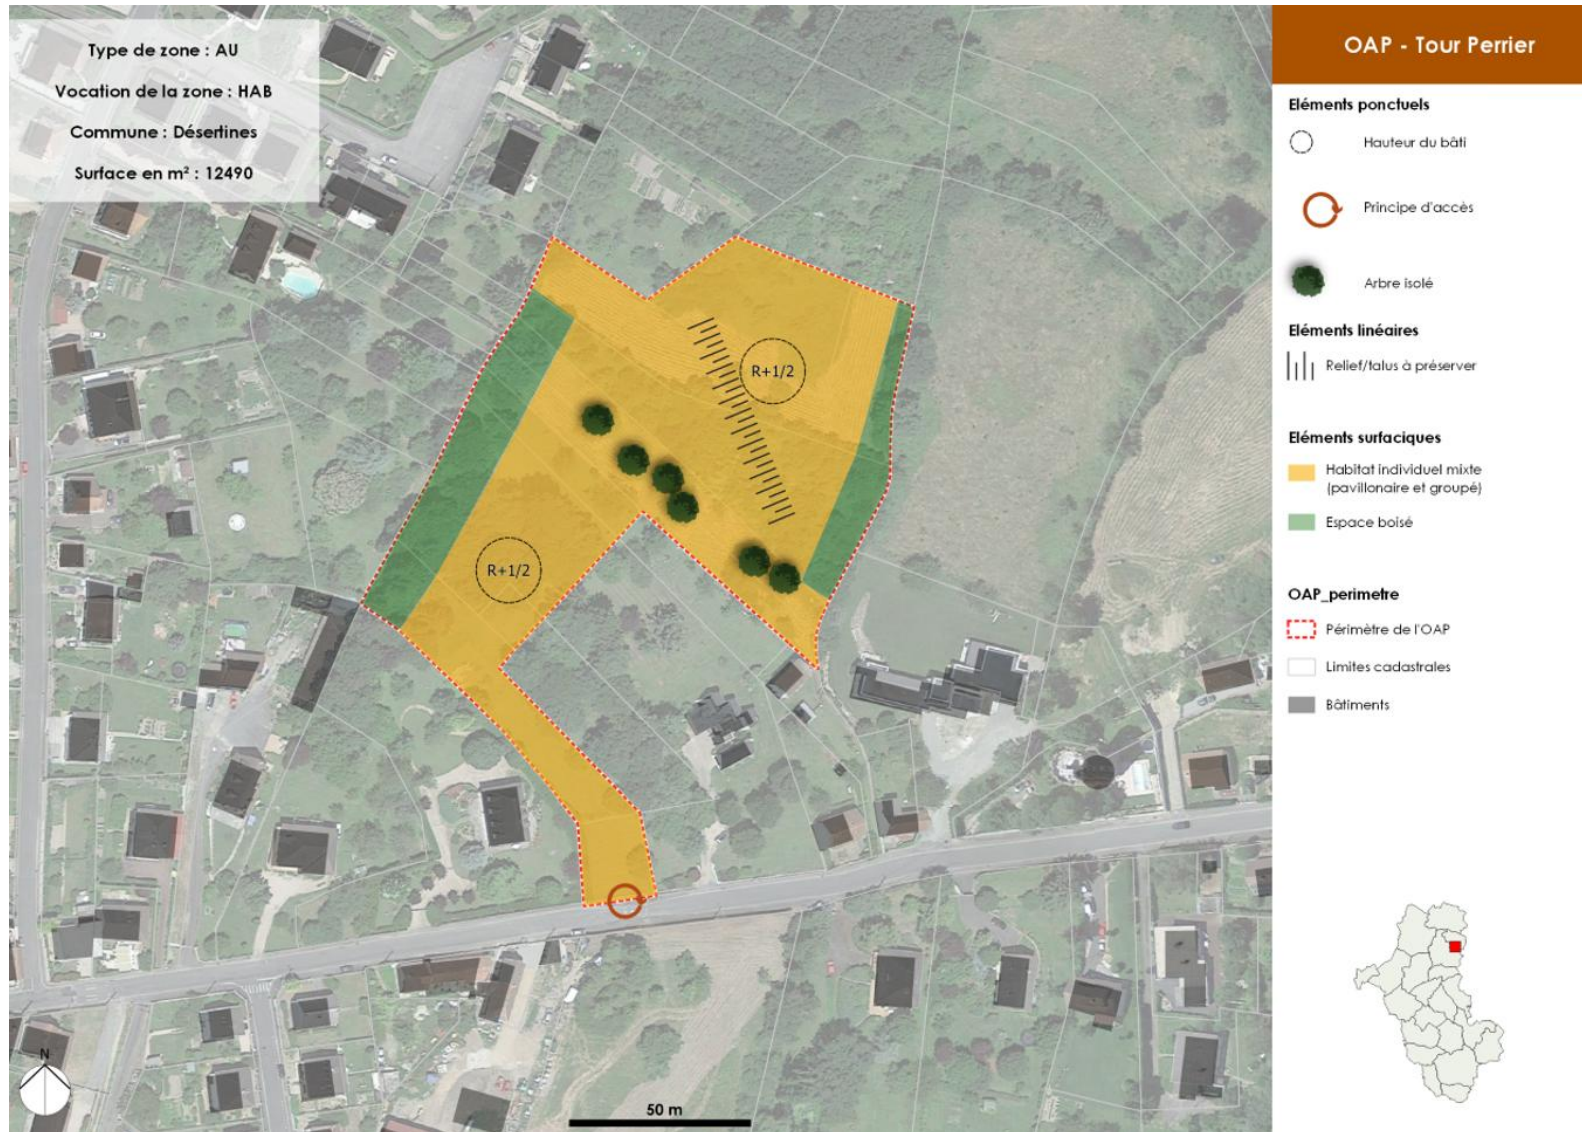 Type de zone : AU
Vocation de la zone : HAB
Commune : Désertines
Surface en m² : 12490
R+1/2
R+1/2
N
50 m
OAP - Tour Perrier
Eléments ponctuels
Hauteur du bâti
Principe d'accès
Arbre isolé
Eléments linéaires
Relief/talus à préserver
Eléments surfaciques
Habitat individuel mixte
(pavillonaire et groupé)
Espace boisé
OAP_perimetre
Périmètre de l'OAP
Limites cadastrales
Bâtiments